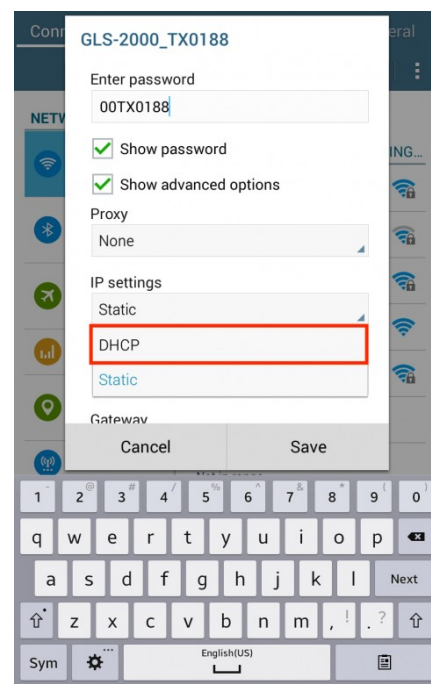 Conn
eral
GLS-2000_TX0188
Enter password
00TX0188
NETW
Show password
ING...
Show advanced options
Proxy
None
IP settings
Static
DHCP
Static
Gateway
Cancel Save
1 - 2 @ 3 # 4 / 5 % 6 ^ 7 & 8 * 9 ( 0 )
q w e r t y u i o p
a s d f g h j k l Next
z x c v b n m , ! . ?
Sym ... English(US)